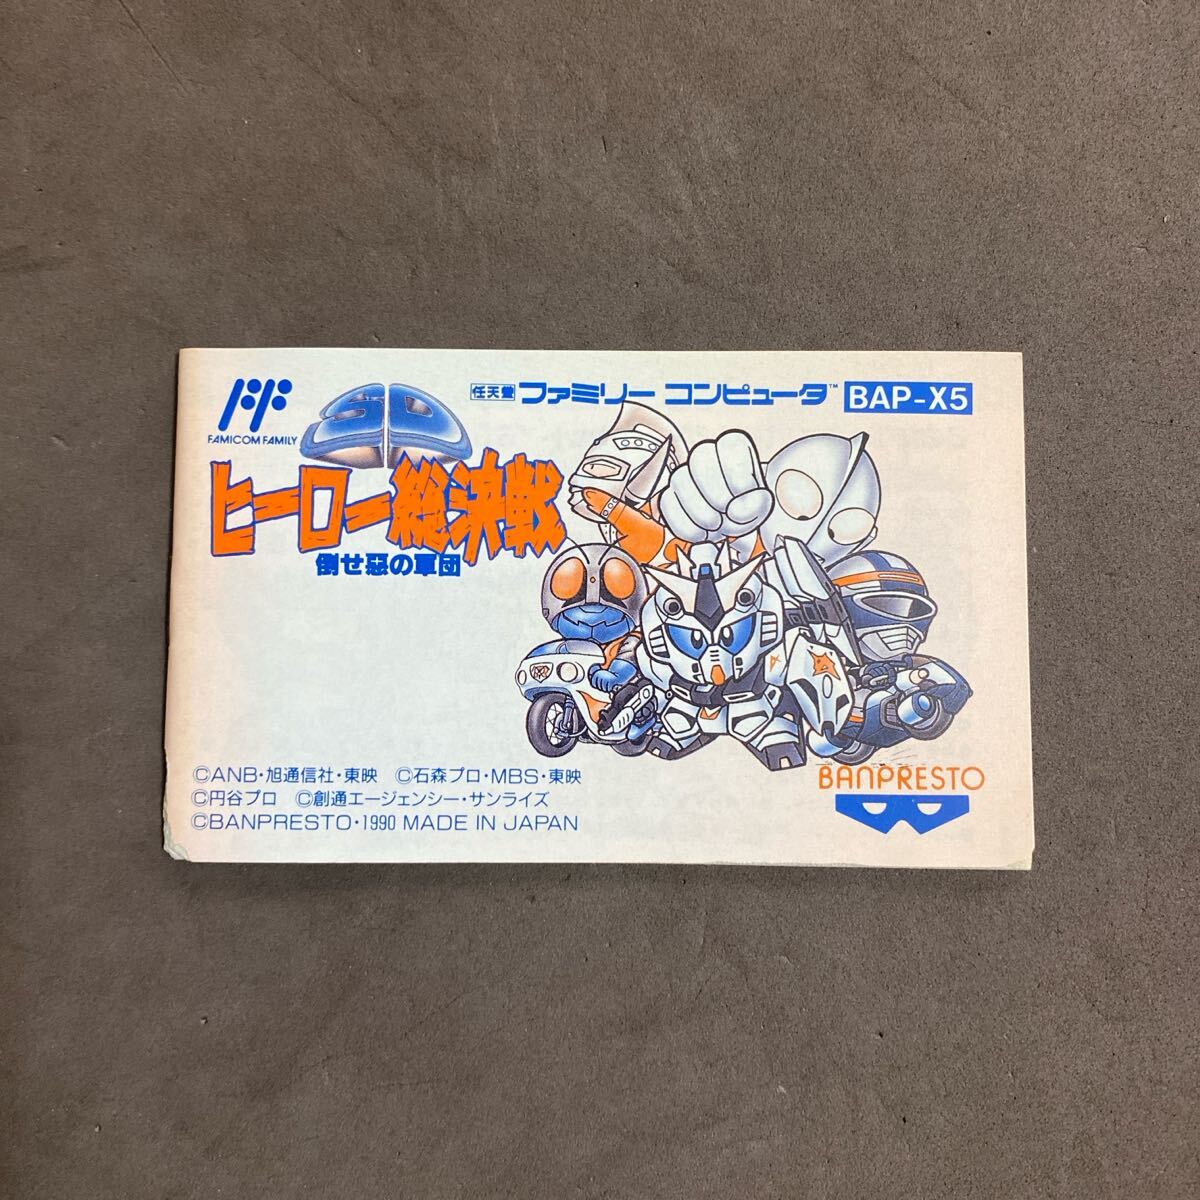 FAMICOM FAMILY
任天堂 ファミリー コンピュータ™ BAP-X5
SD
ヒーロー総決戦
倒せ惡の軍団
©ANB・旭通信社・東映 ©石森プロ・MBS・東映
©円谷プロ ©創通エージェンシー・サンライズ
©BANPRESTO・1990 MADE IN JAPAN
BANPRESTO